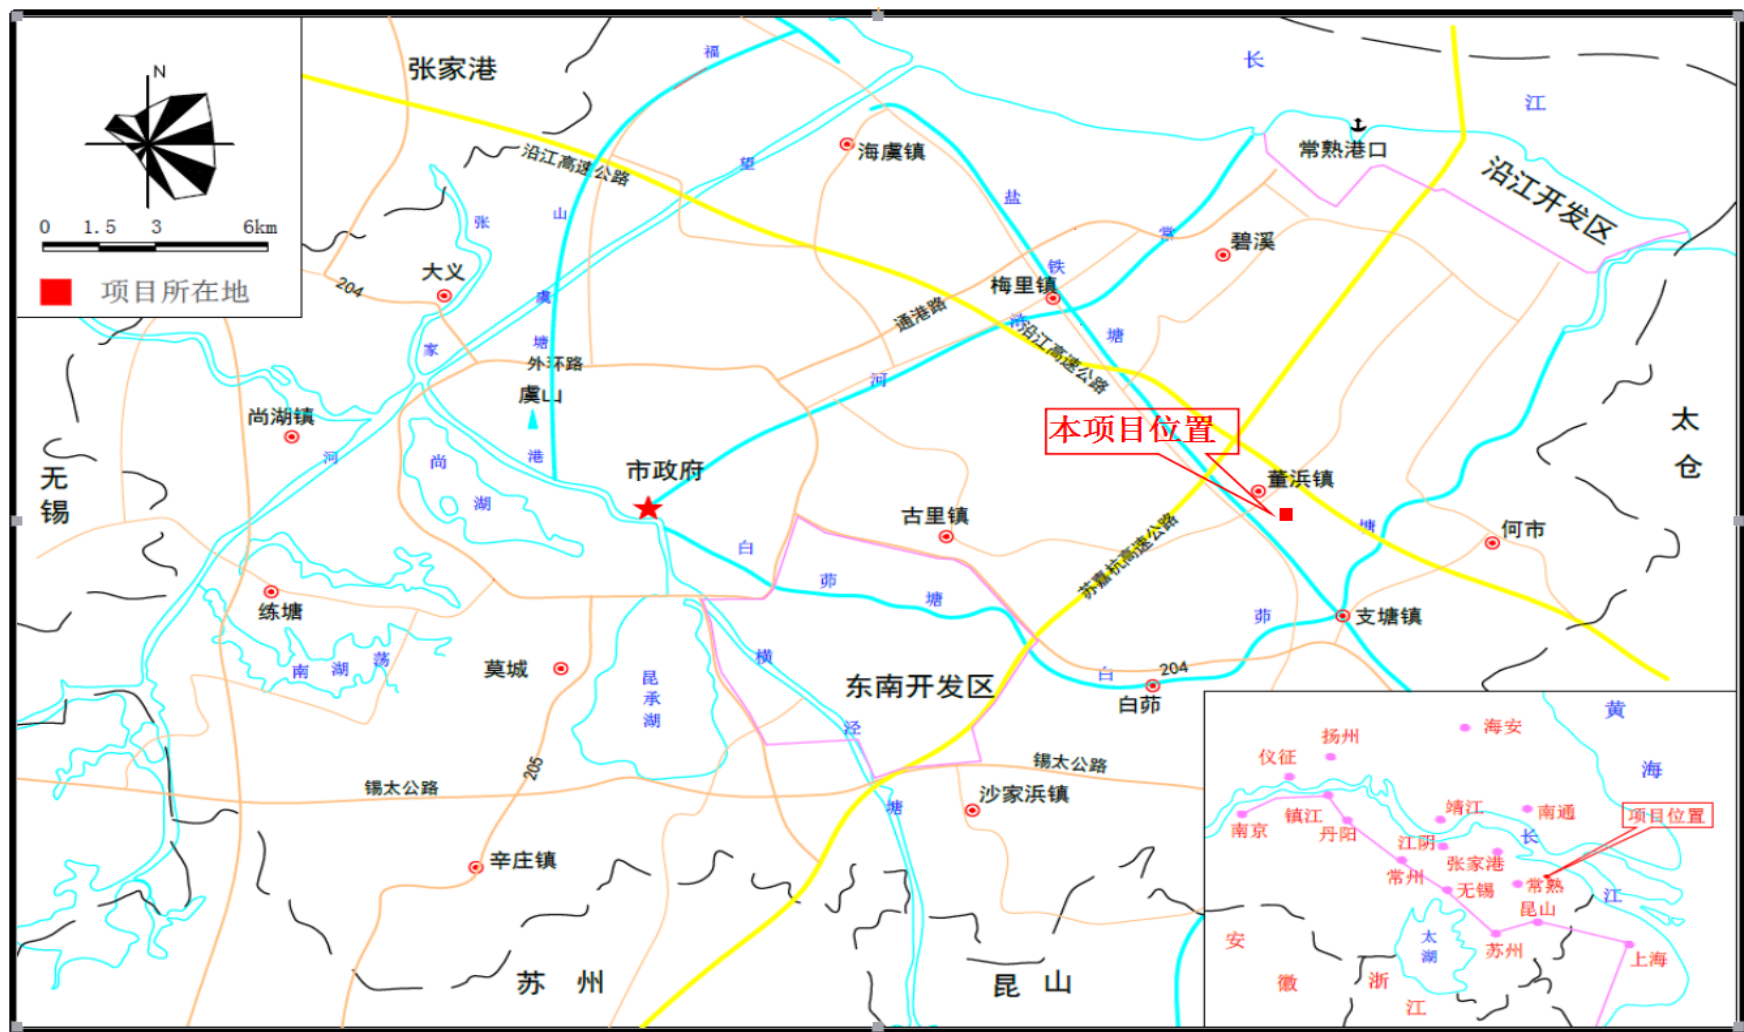 N
0 1.5 3 6km
项目所在地
张家港
福
长
江
沿江高速公路
望
海虞镇
常熟港口
沿江开发区
张
山
盐
常
碧溪
204
大义
虞
铁
梅里镇
通港路
浒
沿江高速公路
塘
家
塘
外环路
虞山
河
尚湖镇
河
尚
湖
港
市政府
本项目位置
太
仓
无
锡
董浜镇
古里镇
苏嘉杭高速公路
塘
何市
白
茆
塘
练塘
茆
支塘镇
南湖荡
莫城
昆
承
湖
横
东南开发区
白
204
白茆
泾
205
锡太公路
锡太公路
塘
沙家浜镇
辛庄镇
苏州
昆山
黄
海
海安
扬州
仪征
南京
镇江
丹阳
靖江
南通
项目位置
江阴
长
张家港
常州
无锡
常熟
江
昆山
太
湖
苏州
上海
安
徽
浙
江